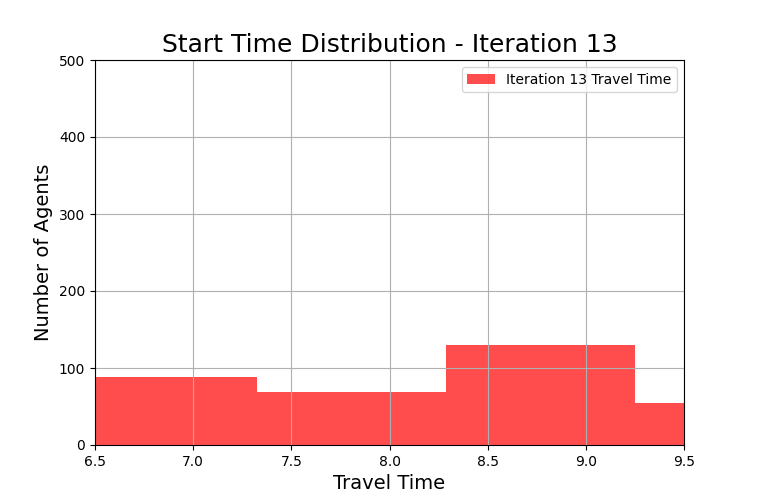 Start Time Distribution - Iteration 13
Iteration 13 Travel Time
Number of Agents
500
400
300
200
100
0
6.5 7.0 7.5 8.0 8.5 9.0 9.5
Travel Time